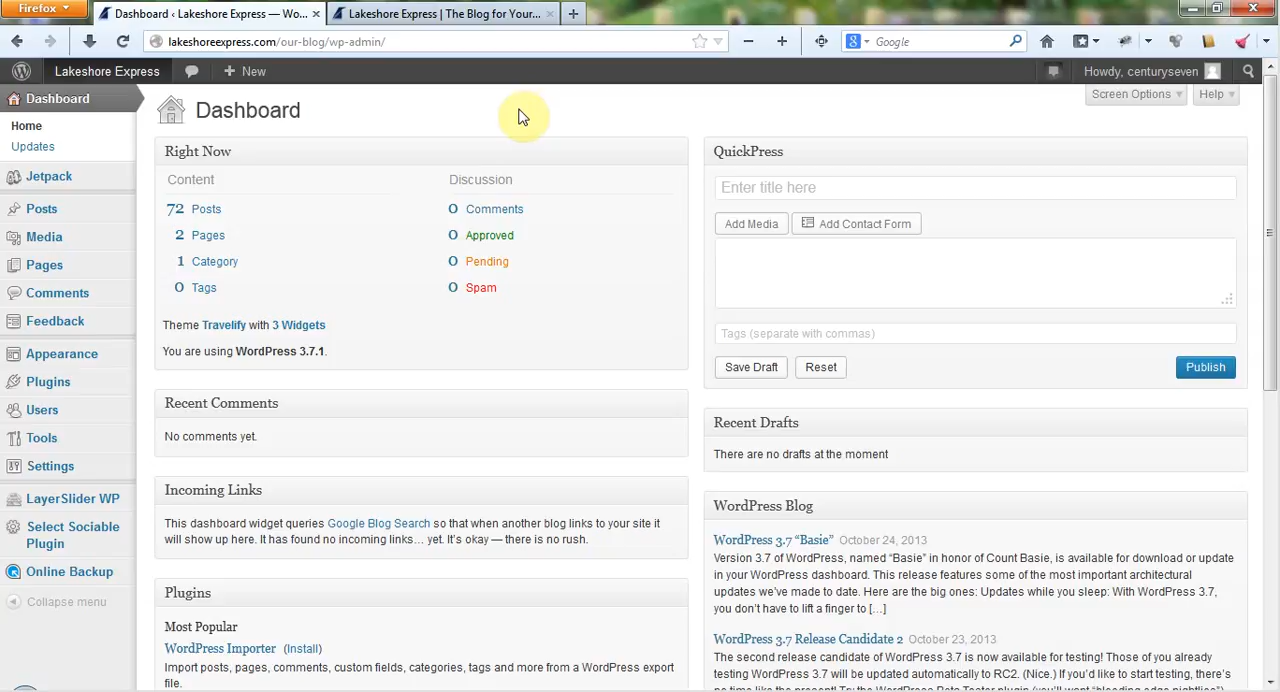 Firefox
Dashboard ‹ Lakeshore Express — Wo...
Lakeshore Express | The Blog for Your...
lakeshoreexpress.com/our-blog/wp-admin/
Google
Lakeshore Express
New
Howdy, centuryseven
Dashboard
Home
Updates
Jetpack
Posts
Media
Pages
Comments
Feedback
Appearance
Plugins
Users
Tools
Settings
LayerSlider WP
Select Sociable
Plugin
Online Backup
Collapse menu
Dashboard
Screen Options
Help
Right Now
Content
Discussion
72 Posts
0 Comments
2 Pages
0 Approved
1 Category
0 Pending
0 Tags
0 Spam
Theme Travelify with 3 Widgets
You are using WordPress 3.7.1.
Recent Comments
No comments yet.
Incoming Links
This dashboard widget queries Google Blog Search so that when another blog links to your site it
will show up here. It has found no incoming links… yet. It's okay — there is no rush.
Plugins
Most Popular
WordPress Importer (Install)
Import posts, pages, comments, custom fields, categories, tags and more from a WordPress export
file.
QuickPress
Enter title here
Add Media
Add Contact Form
Tags (separate with commas)
Save Draft
Reset
Publish
Recent Drafts
There are no drafts at the moment
WordPress Blog
WordPress 3.7 “Basie” October 24, 2013
Version 3.7 of WordPress, named “Basie” in honor of Count Basie, is available for download or update
in your WordPress dashboard. This release features some of the most important architectural
updates we've made to date. Here are the big ones: Updates while you sleep: With WordPress 3.7,
you don't have to lift a finger to […]
WordPress 3.7 Release Candidate 2 October 23, 2013
The second release candidate of WordPress 3.7 is now available for testing! Those of you already
testing WordPress 3.7 will be updated automatically to RC2. (Nice.) If you'd like to start testing, there's